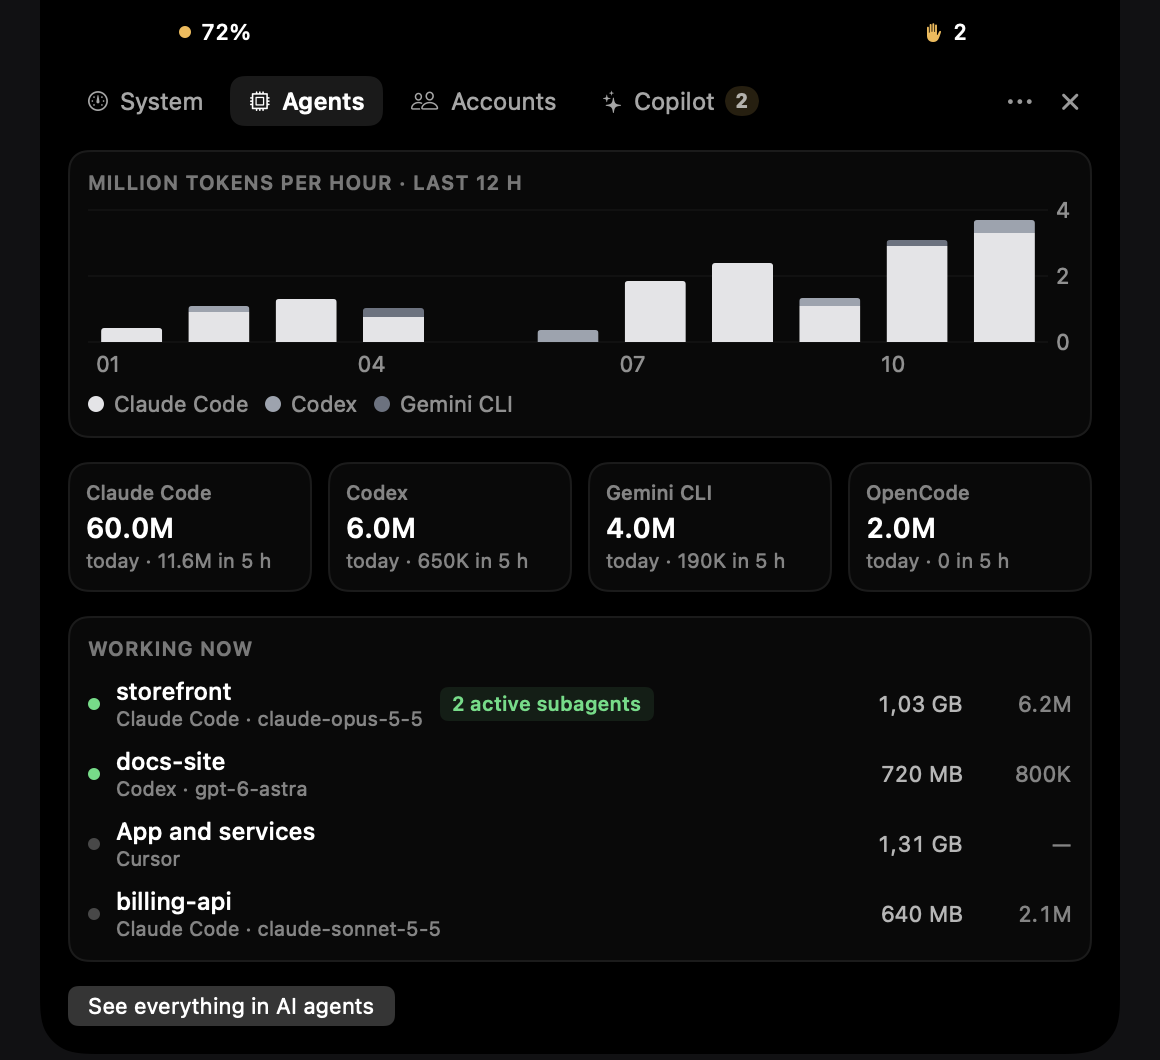 72%
2
System
Agents
Accounts
Copilot 2
MILLION TOKENS PER HOUR · LAST 12 H
4
2
0
01 04 07 10
Claude Code Codex Gemini CLI
Claude Code
60.0M
today · 11.6M in 5 h
Codex
6.0M
today · 650K in 5 h
Gemini CLI
4.0M
today · 190K in 5 h
OpenCode
2.0M
today · 0 in 5 h
WORKING NOW
storefront
Claude Code · claude-opus-5-5
2 active subagents
1,03 GB
6.2M
docs-site
Codex · gpt-6-astra
720 MB
800K
App and services
Cursor
1,31 GB
—
billing-api
Claude Code · claude-sonnet-5-5
640 MB
2.1M
See everything in AI agents